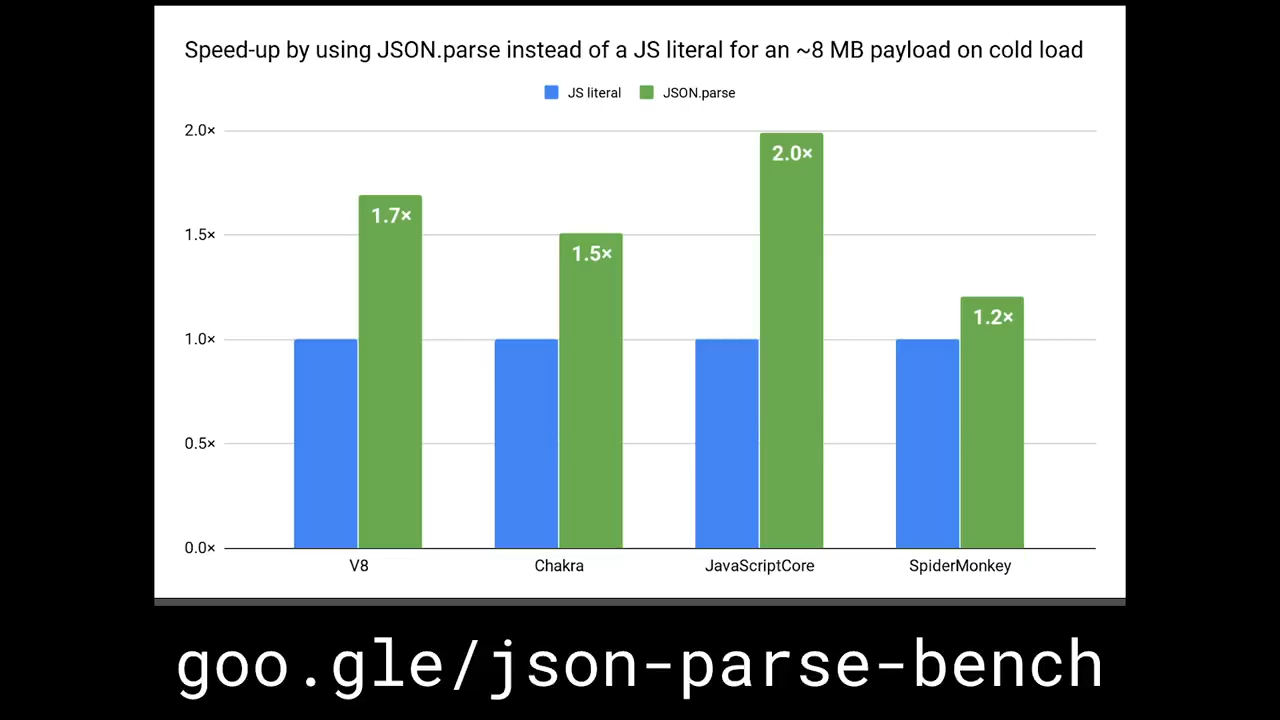 Speed-up by using JSON.parse instead of a JS literal for an ~8 MB payload on cold load
JS literal JSON.parse
2.0×
1.5×
1.0×
0.5×
0.0×
1.7×
1.5×
2.0×
1.2×
V8 Chakra JavaScriptCore SpiderMonkey
goo.gle/json-parse-bench